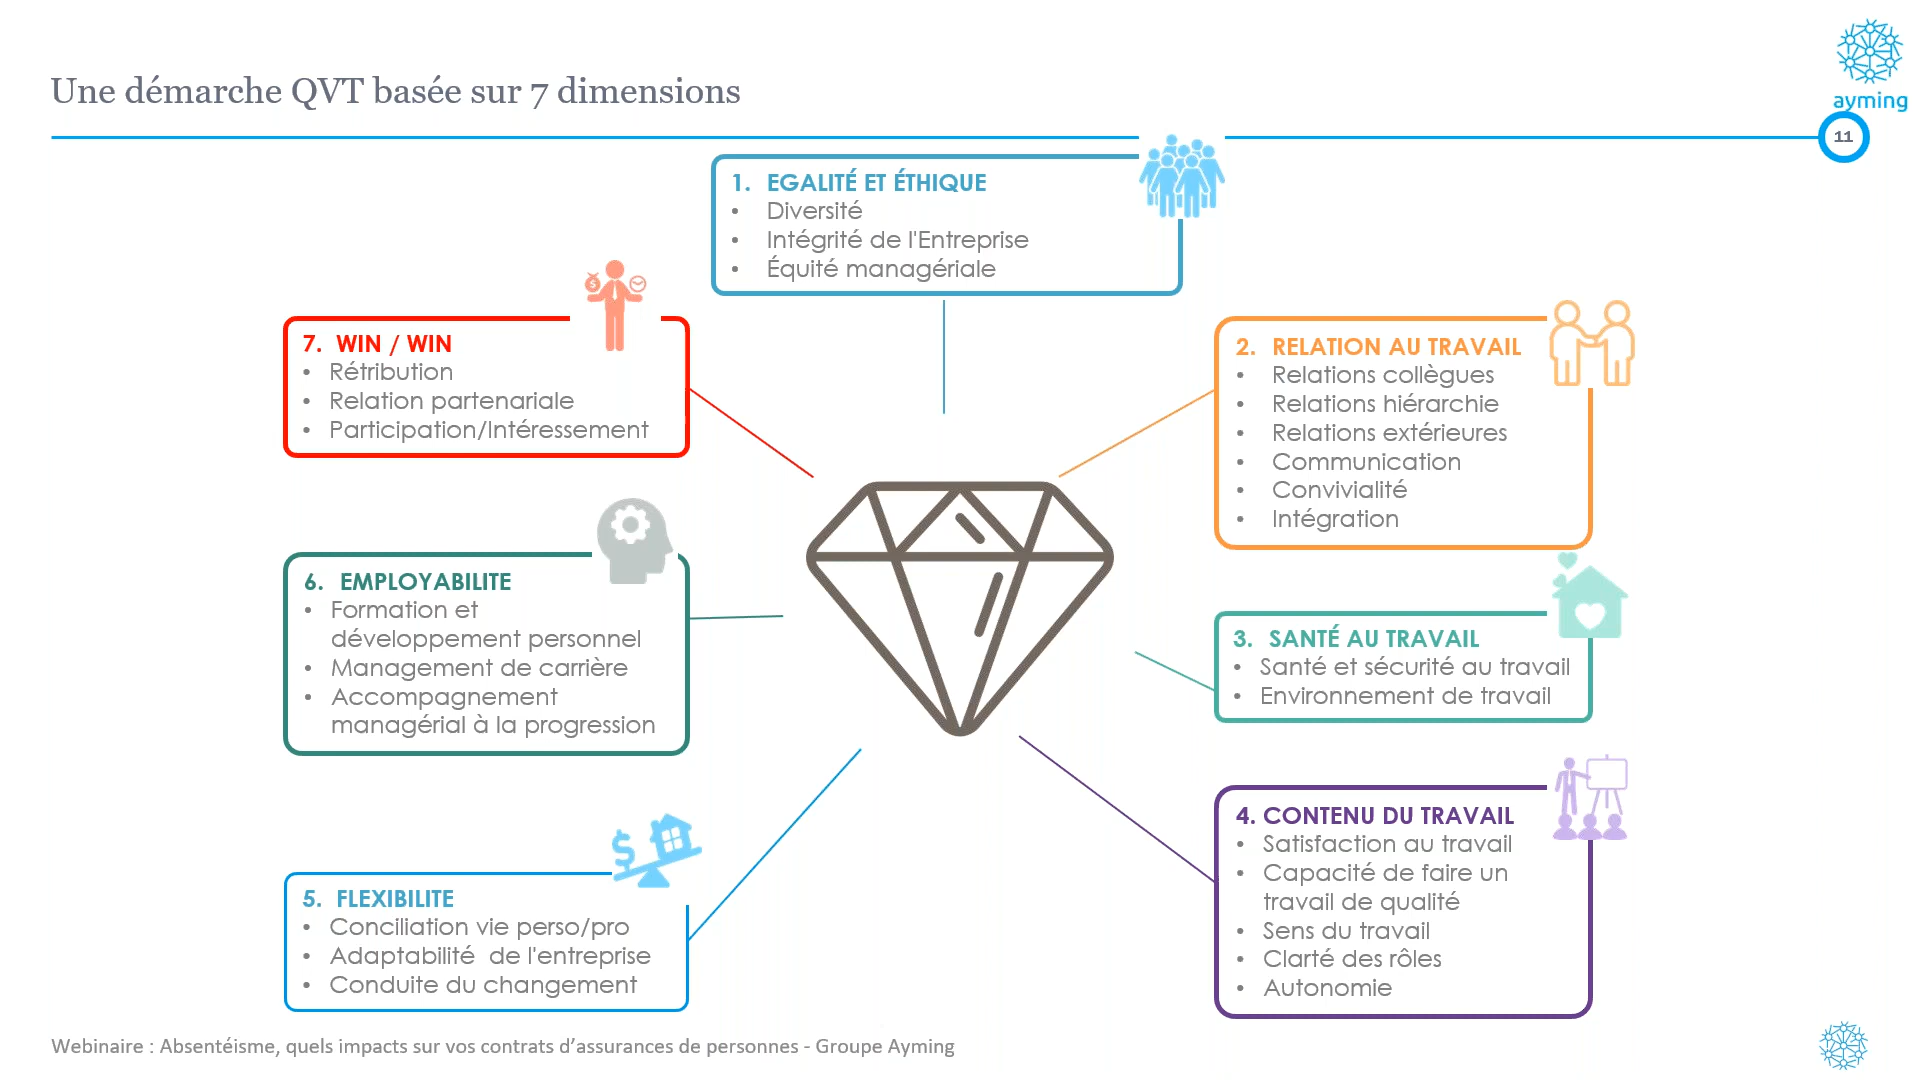 Une démarche QVT basée sur 7 dimensions
ayming
11
1. EGALITÉ ET ÉTHIQUE
• Diversité
• Intégrité de l'Entreprise
• Équité managériale
2. RELATION AU TRAVAIL
• Relations collègues
• Relations hiérarchie
• Relations extérieures
• Communication
• Convivialité
• Intégration
3. SANTÉ AU TRAVAIL
• Santé et sécurité au travail
• Environnement de travail
4. CONTENU DU TRAVAIL
• Satisfaction au travail
• Capacité de faire un
travail de qualité
• Sens du travail
• Clarté des rôles
• Autonomie
5. FLEXIBILITE
• Conciliation vie perso/pro
• Adaptabilité de l'entreprise
• Conduite du changement
6. EMPLOYABILITE
• Formation et
développement personnel
• Management de carrière
• Accompagnement
managérial à la progression
7. WIN / WIN
• Rétribution
• Relation partenariale
• Participation/Intéressement
$
$
Webinaire : Absentéisme, quels impacts sur vos contrats d’assurances de personnes - Groupe Ayming